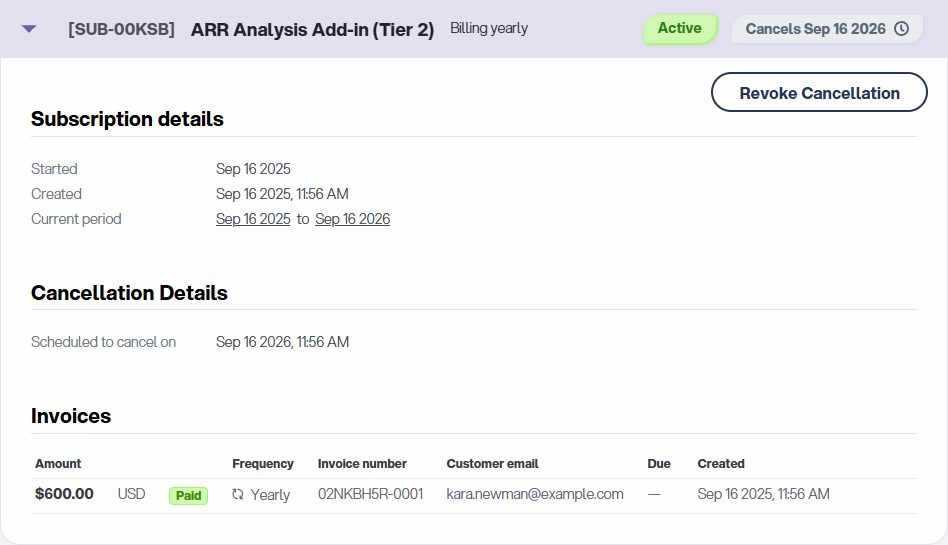 [SUB-00KSB] ARR Analysis Add-in (Tier 2) Billing yearly Active Cancels Sep 16 2026
Revoke Cancellation
Subscription details
Started Sep 16 2025
Created Sep 16 2025, 11:56 AM
Current period Sep 16 2025 to Sep 16 2026
Cancellation Details
Scheduled to cancel on Sep 16 2026, 11:56 AM
Invoices
Amount Frequency Invoice number Customer email Due Created
$600.00 USD Paid Yearly 02NKBH5R-0001 kara.newman@example.com — Sep 16 2025, 11:56 AM